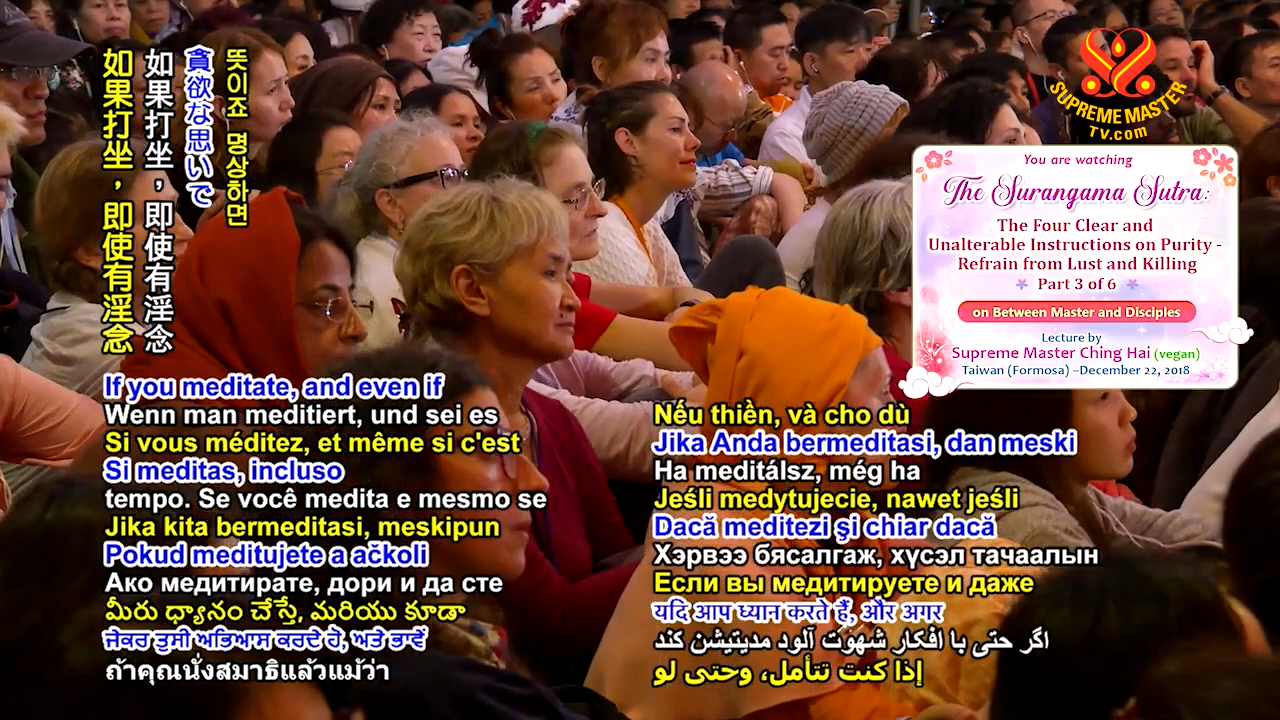 如果打坐，即使有淫念
如果打坐，即使有淫念
貪欲な思いで
뜻이죠 명상하면
SUPREME MASTER
TV.com
You are watching
The Surangama Sutra:
The Four Clear and
Unalterable Instructions on Purity -
Refrain from Lust and Killing
Part 3 of 6
on Between Master and Disciples
Lecture by
Supreme Master Ching Hai (vegan)
Taiwan (Formosa) –December 22, 2018
If you meditate, and even if
Wenn man meditiert, und sei es
Si vous méditez, et même si c'est
Si meditas, incluso
tempo. Se você medita e mesmo se
Jika kita bermeditasi, meskipun
Pokud meditujete a ačkoli
Ако медитирате, дори и да сте
మీరు ధ్యానం చేస్తే, మరియు కూడా
ਜੇਕਰ ਤੁਸੀ ਅਭਿਆਸ ਕਰਦੇ ਹੋ, ਅਤੇ ਭਾਵੇਂ
ถ้าคุณนั่งสมาธิแล้วแม้ว่า
Nếu thiền, và cho dù
Jika Anda bermeditasi, dan meski
Ha meditálsz, még ha
Jeśli medytujecie, nawet jeśli
Dacă meditezi şi chiar dacă
Хэрвээ бясалгаж, хүсэл тачаалын
Если вы медитируете и даже
यदि आप ध्यान करते हैं, और अगर
اگر حتی با افکار شهوت آلود مدیتیشن کند
إذا كنت تتأمل، وحتى لو